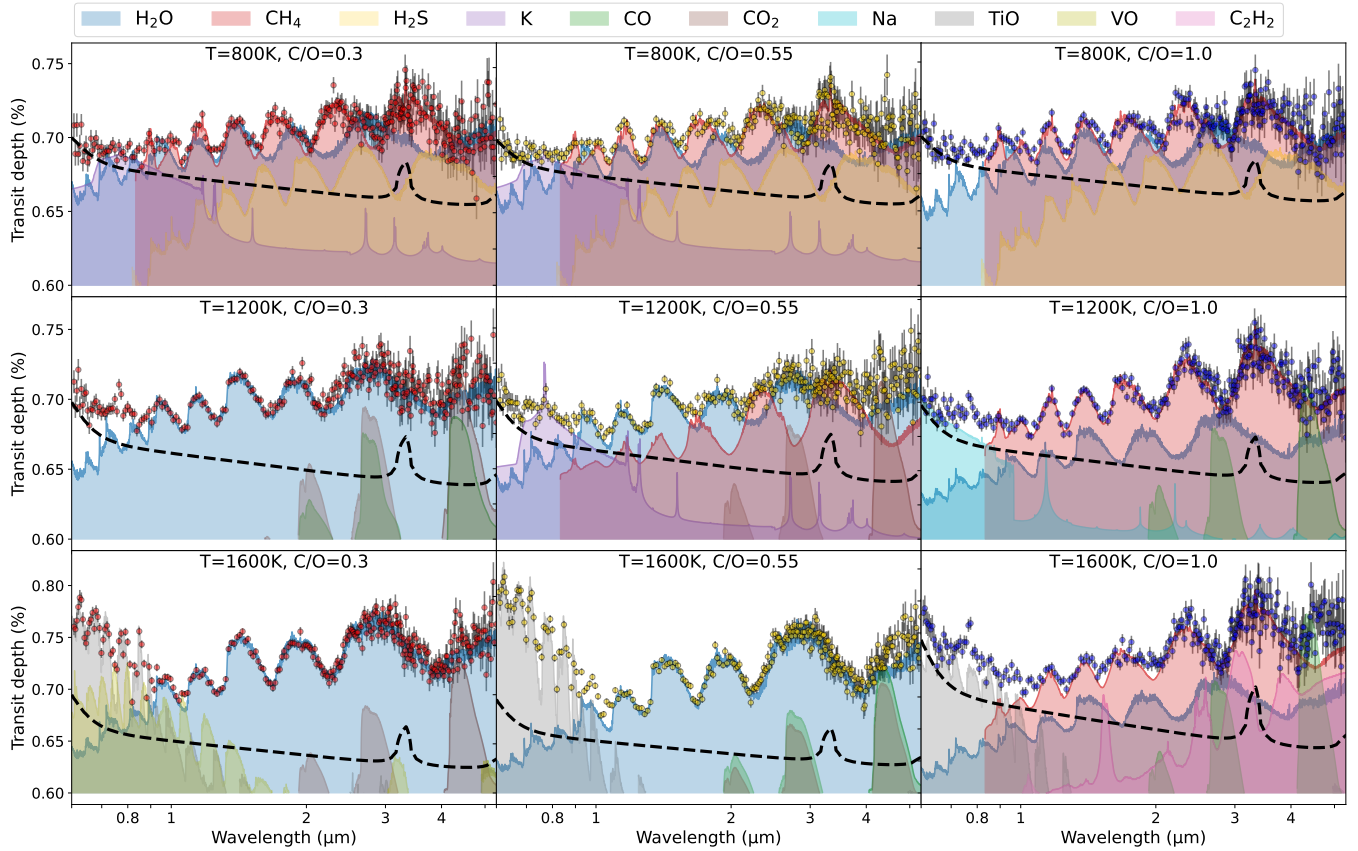 H₂O CH₄ H₂S K CO CO₂ Na TiO VO C₂H₂
T=800K, C/O=0.3 T=800K, C/O=0.55 T=800K, C/O=1.0
0.75
0.70
0.65
0.60
Transit depth (%)
T=1200K, C/O=0.3 T=1200K, C/O=0.55 T=1200K, C/O=1.0
0.75
0.70
0.65
0.60
Transit depth (%)
T=1600K, C/O=0.3 T=1600K, C/O=0.55 T=1600K, C/O=1.0
0.80
0.75
0.70
0.65
0.60
Transit depth (%)
0.8 1 2 3 4 0.8 1 2 3 4 0.8 1 2 3 4
Wavelength (μm) Wavelength (μm) Wavelength (μm)